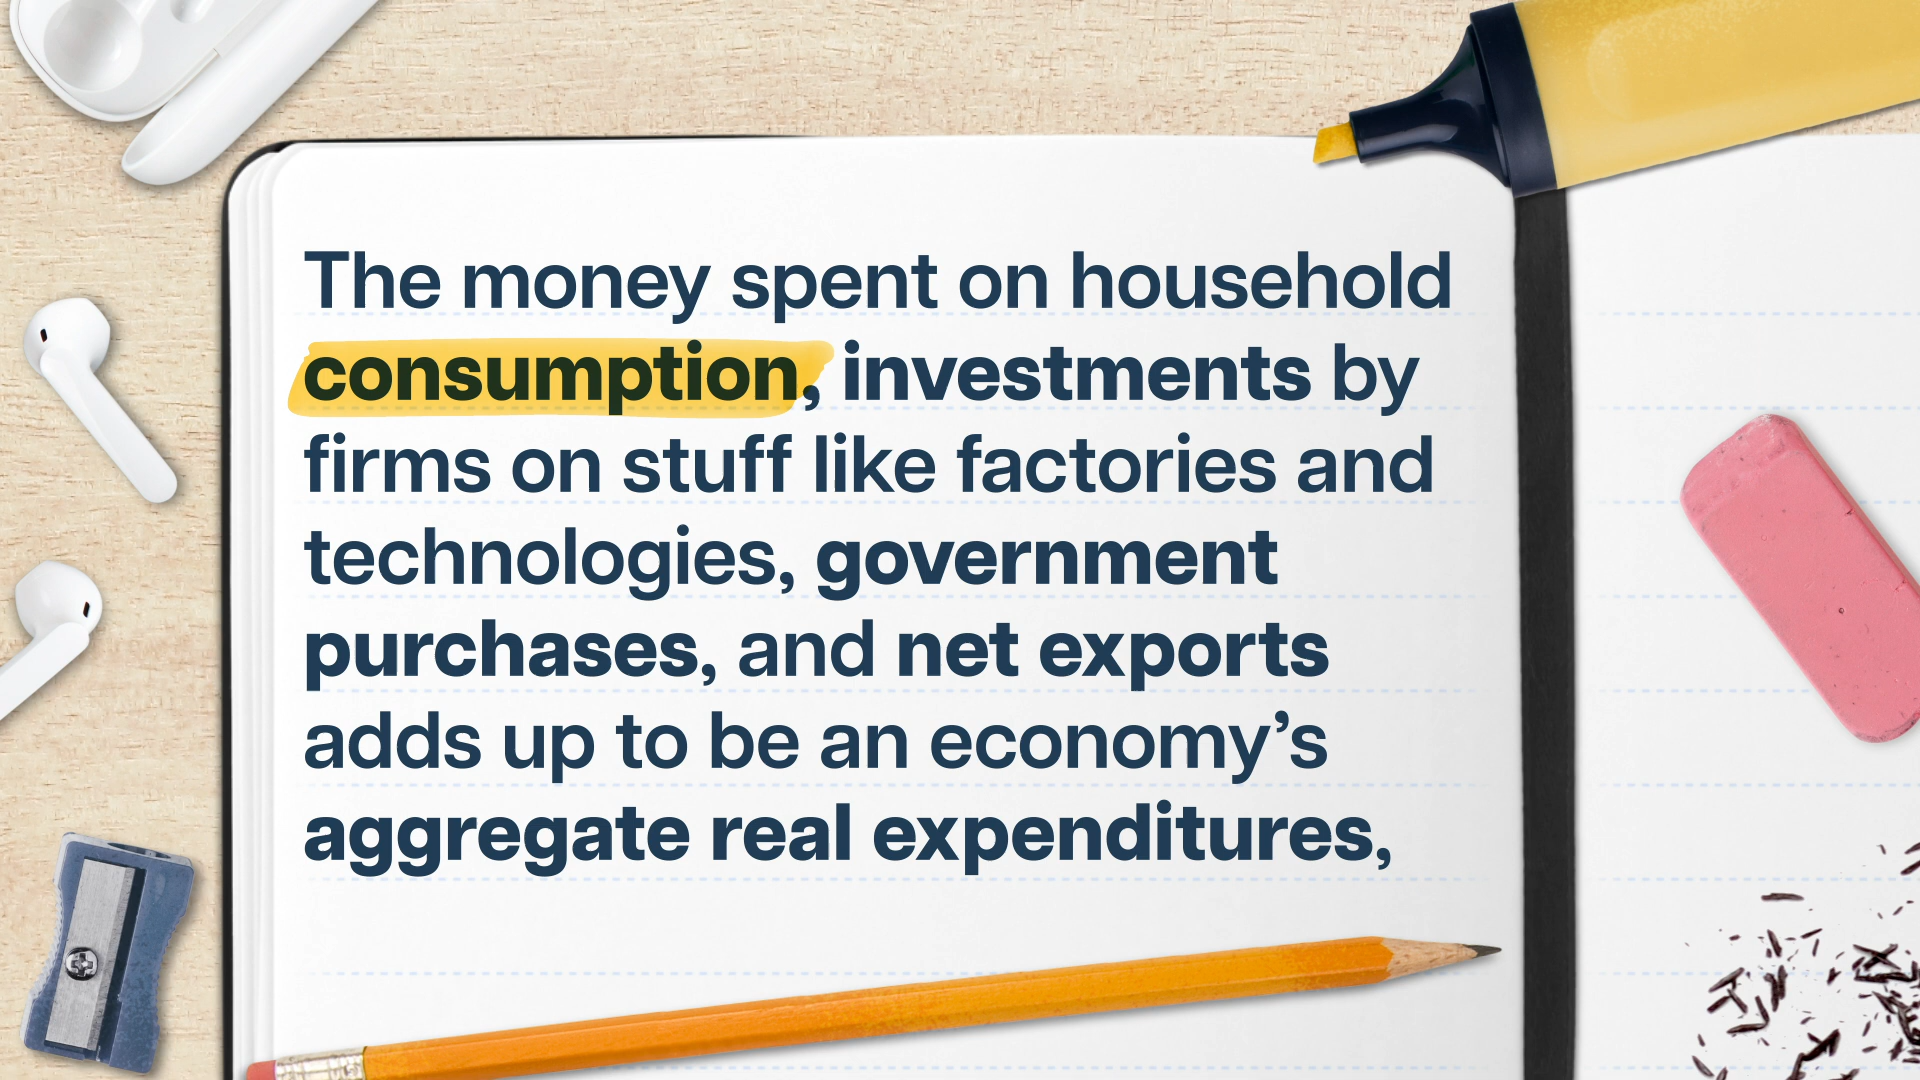 The money spent on household
consumption, investments by
firms on stuff like factories and
technologies, government
purchases, and net exports
adds up to be an economy’s
aggregate real expenditures,